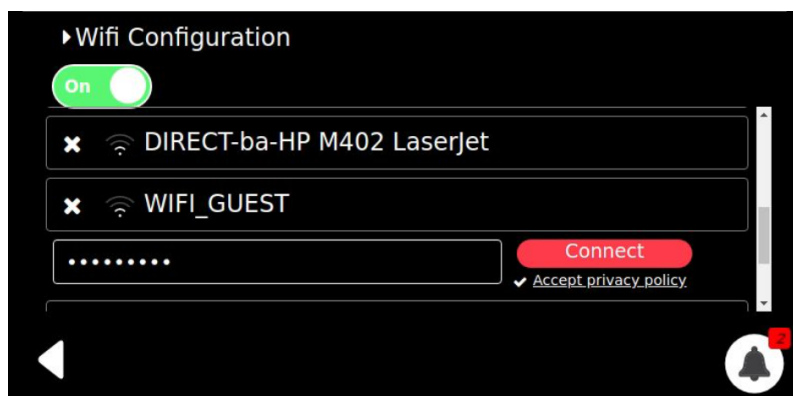 Wifi Configuration
On
DIRECT-ba-HP M402 LaserJet
WIFI_GUEST
•••••••••
Connect
Accept privacy policy
2